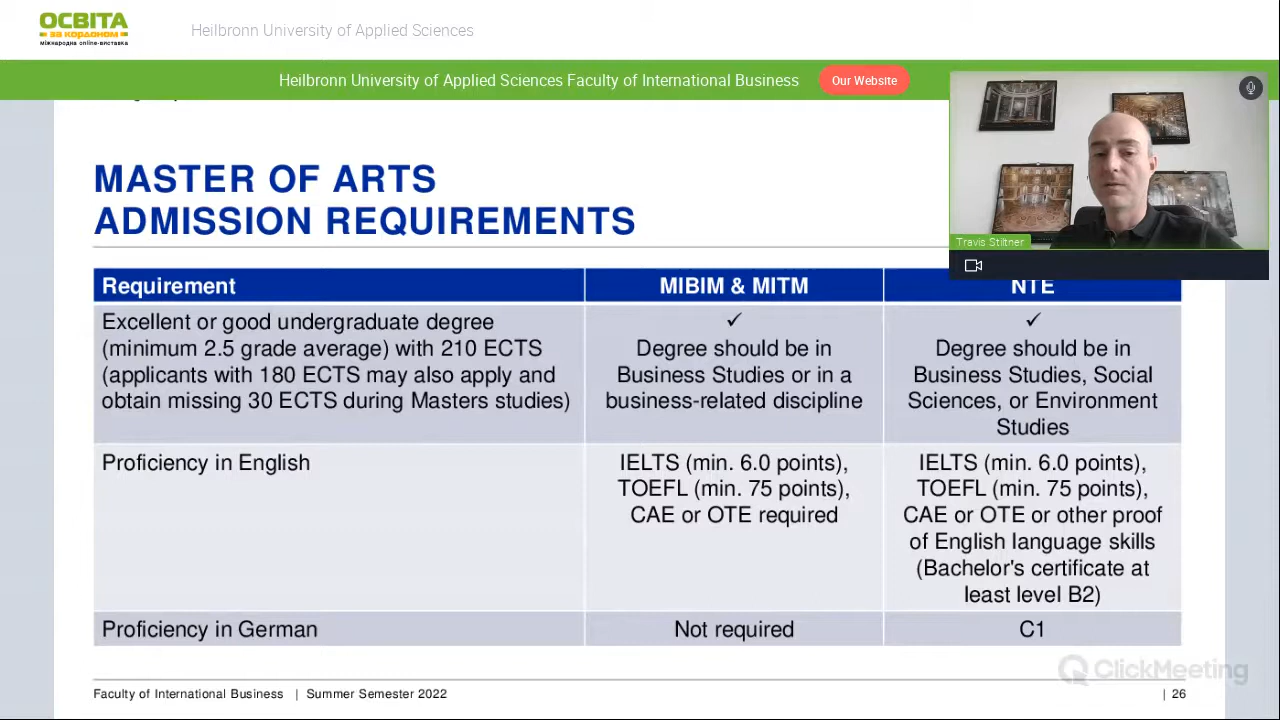 ОСВІТА
за кордоном
міжнародна online-виставка
Heilbronn University of Applied Sciences
Heilbronn University of Applied Sciences Faculty of International Business
Our Website
Travis Stiltner
MASTER OF ARTS
ADMISSION REQUIREMENTS
Requirement
MIBIM & MITM
NTE
Excellent or good undergraduate degree
(minimum 2.5 grade average) with 210 ECTS
(applicants with 180 ECTS may also apply and
obtain missing 30 ECTS during Masters studies)
✓
Degree should be in
Business Studies or in a
business-related discipline
✓
Degree should be in
Business Studies, Social
Sciences, or Environment
Studies
Proficiency in English
IELTS (min. 6.0 points),
TOEFL (min. 75 points),
CAE or OTE required
IELTS (min. 6.0 points),
TOEFL (min. 75 points),
CAE or OTE or other proof
of English language skills
(Bachelor's certificate at
least level B2)
Proficiency in German
Not required
C1
ClickMeeting
Faculty of International Business | Summer Semester 2022
| 26